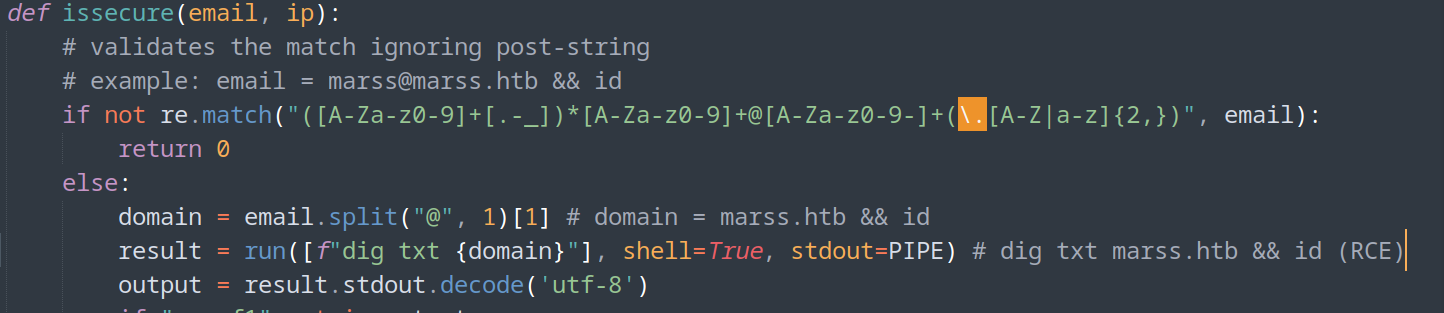 def issecure(email, ip):
# validates the match ignoring post-string
# example: email = marss@marss.htb && id
if not re.match("([A-Za-z0-9]+[.-_])*[A-Za-z0-9]+@[A-Za-z0-9-]+(\.[A-Z|a-z]{2,})", email):
return 0
else:
domain = email.split("@", 1)[1] # domain = marss.htb && id
result = run([f"dig txt {domain}"], shell=True, stdout=PIPE) # dig txt marss.htb && id (RCE)
output = result.stdout.decode('utf-8')